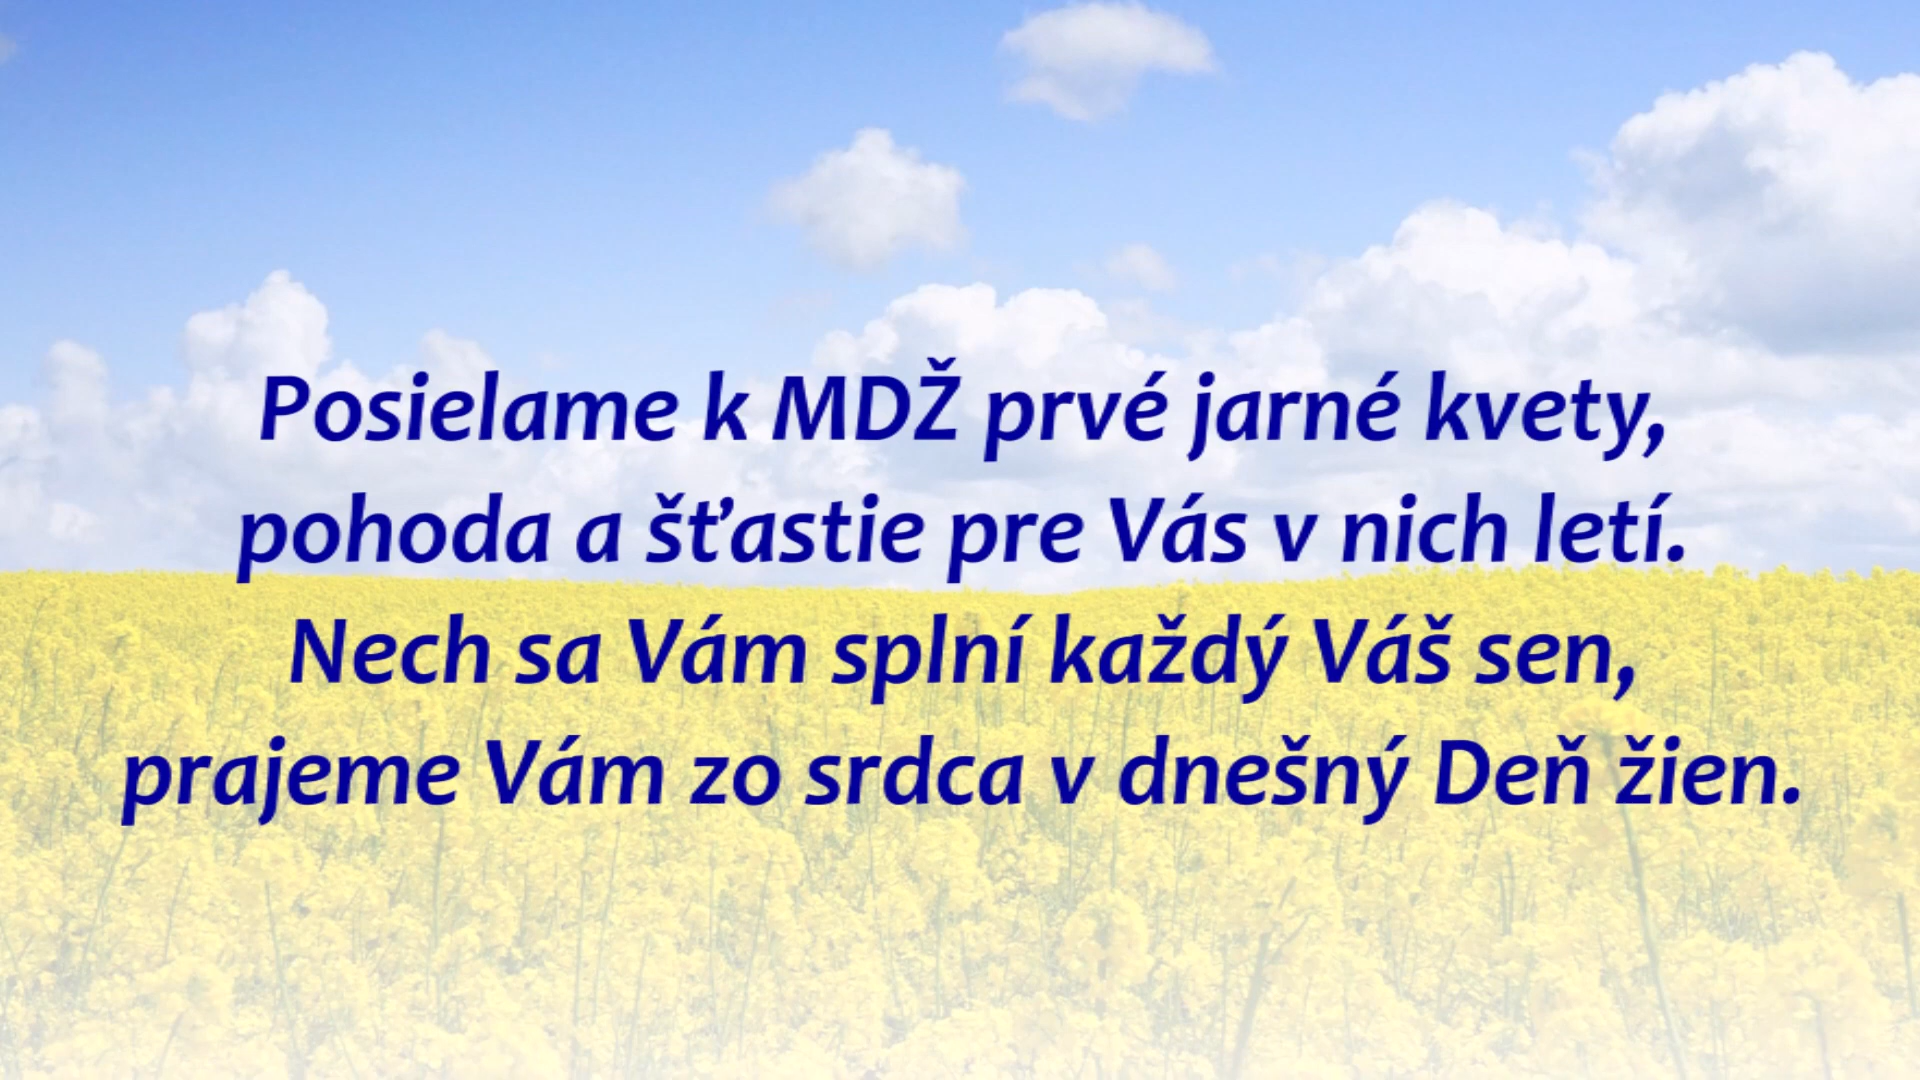 Posielame k MDŽ prvé jarné kvety,
pohoda a šťastie pre Vás v nich letí.
Nech sa Vám splní každý Váš sen,
prajeme Vám zo srdca v dnešný Deň žien.